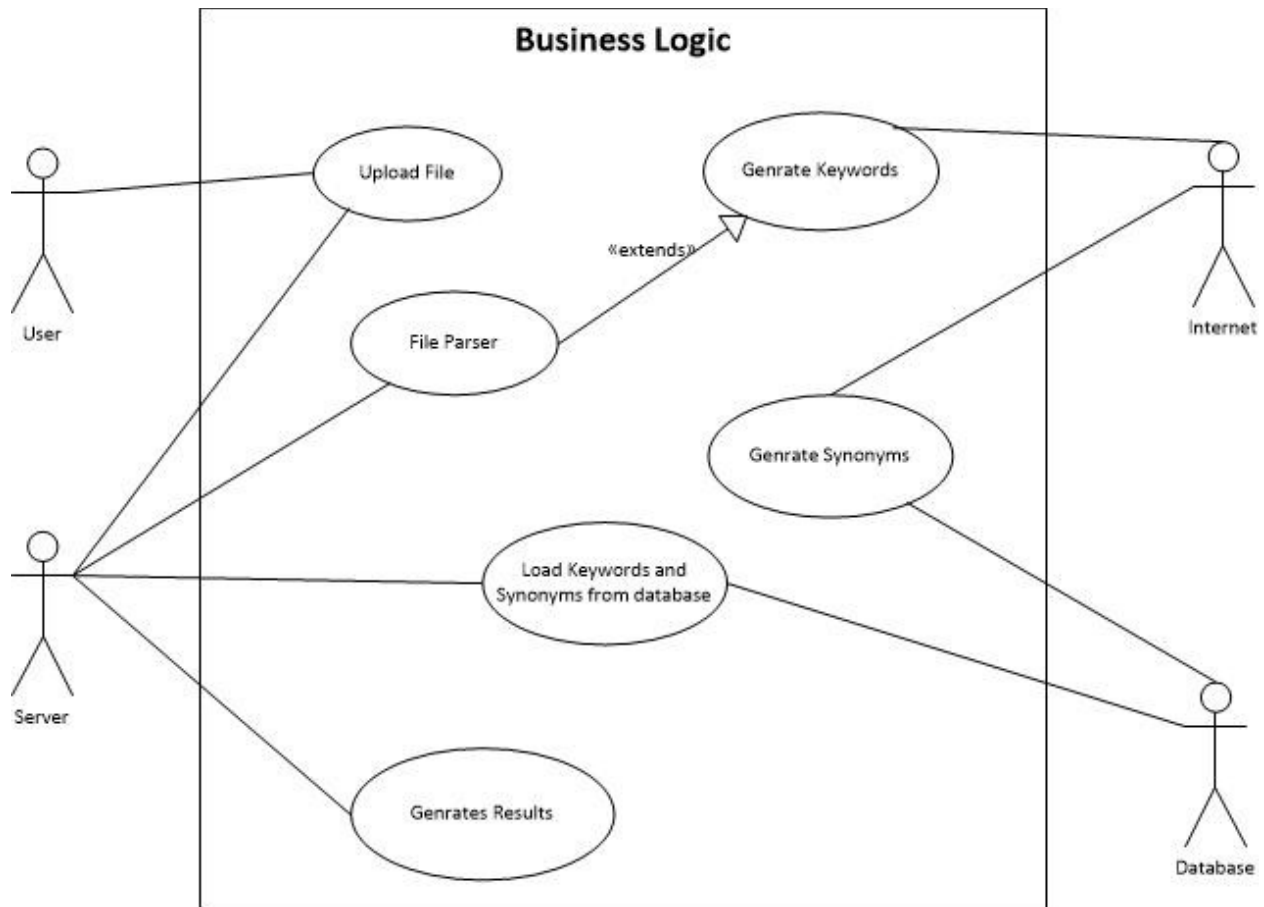 Business Logic
Upload File
Genrate Keywords
«extends»
User
File Parser
Internet
Genrate Synonyms
Load Keywords and
Synonyms from database
Server
Genrates Results
Database